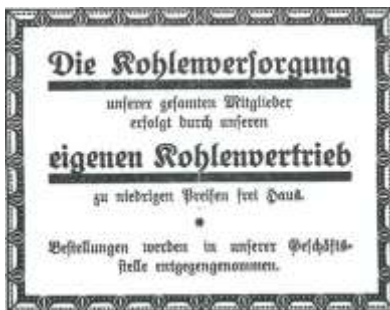 Die Kohlenversorgung
unserer gesamten Mitglieder
erfolgt durch unseren
eigenen Kohlenvertrieb
zu niedrigen Preisen frei Haus.
Bestellungen werden in unserer Geschäfts-
stelle entgegengenommen.